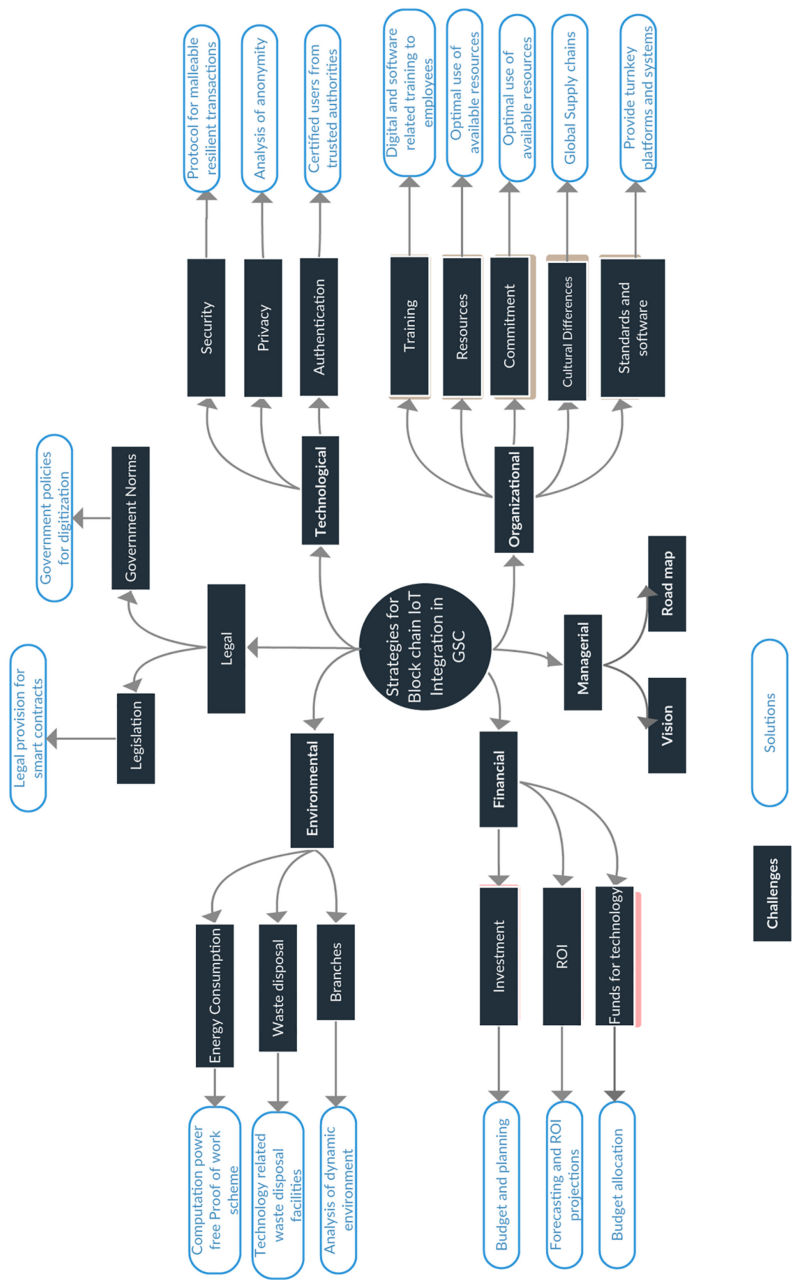 Legal provision for
smart contracts
Government policies
for digitization
Legislation
Government Norms
Legal
Computation power
free Proof of work
scheme
Energy Consumption
Technology related
waste disposal
facilities
Waste disposal
Analysis of dynamic
environment
Branches
Environmental
Technological
Security
Protocol for malleable
resilient transactions
Privacy
Analysis of anonymity
Authentication
Certified users from
trusted authorities
Strategies for
Block chain IoT
Integration in
GSC
Budget and planning
Investment
Financial
Forecasting and ROI
projections
ROI
Budget allocation
Funds for technology
Managerial
Vision
Road map
Organizational
Training
Digital and software
related training to
employees
Resources
Optimal use of
available resources
Commitment
Optimal use of
available resources
Cultural Differences
Global Supply chains
Standards and
software
Provide turnkey
platforms and systems
Challenges
Solutions